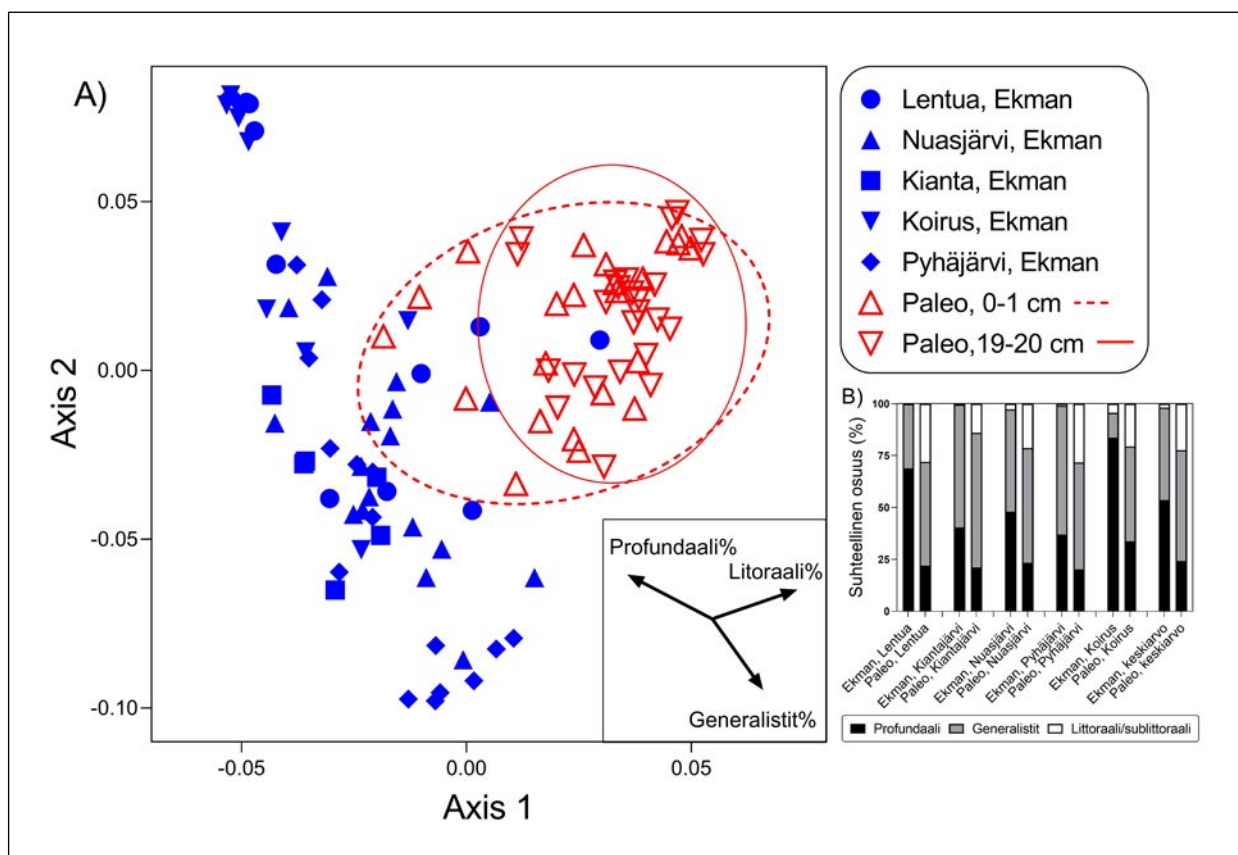 A)
Axis 2
0.05
0.00
-0.05
-0.10
-0.05
0.00
0.05
Axis 1
Profundaali%
Litoraali%
Generalistit%
Lentua, Ekman
Nuasjärvi, Ekman
Kianta, Ekman
Koirus, Ekman
Pyhäjärvi, Ekman
Paleo, 0-1 cm
Paleo,19-20 cm
B)
Suhteellinen osuus (%)
100
75
50
25
0
Ekman, Lentua
Paleo, Lentua
Ekman, Kiantajärvi
Paleo, Kiantajärvi
Ekman, Nuasjärvi
Paleo, Nuasjärvi
Ekman, Pyhäjärvi
Paleo, Pyhäjärvi
Ekman, Koirus
Paleo, Koirus
Ekman, keskiarvo
Paleo, keskiarvo
Profundaali
Generalistit
Littoraali/sublittoraali